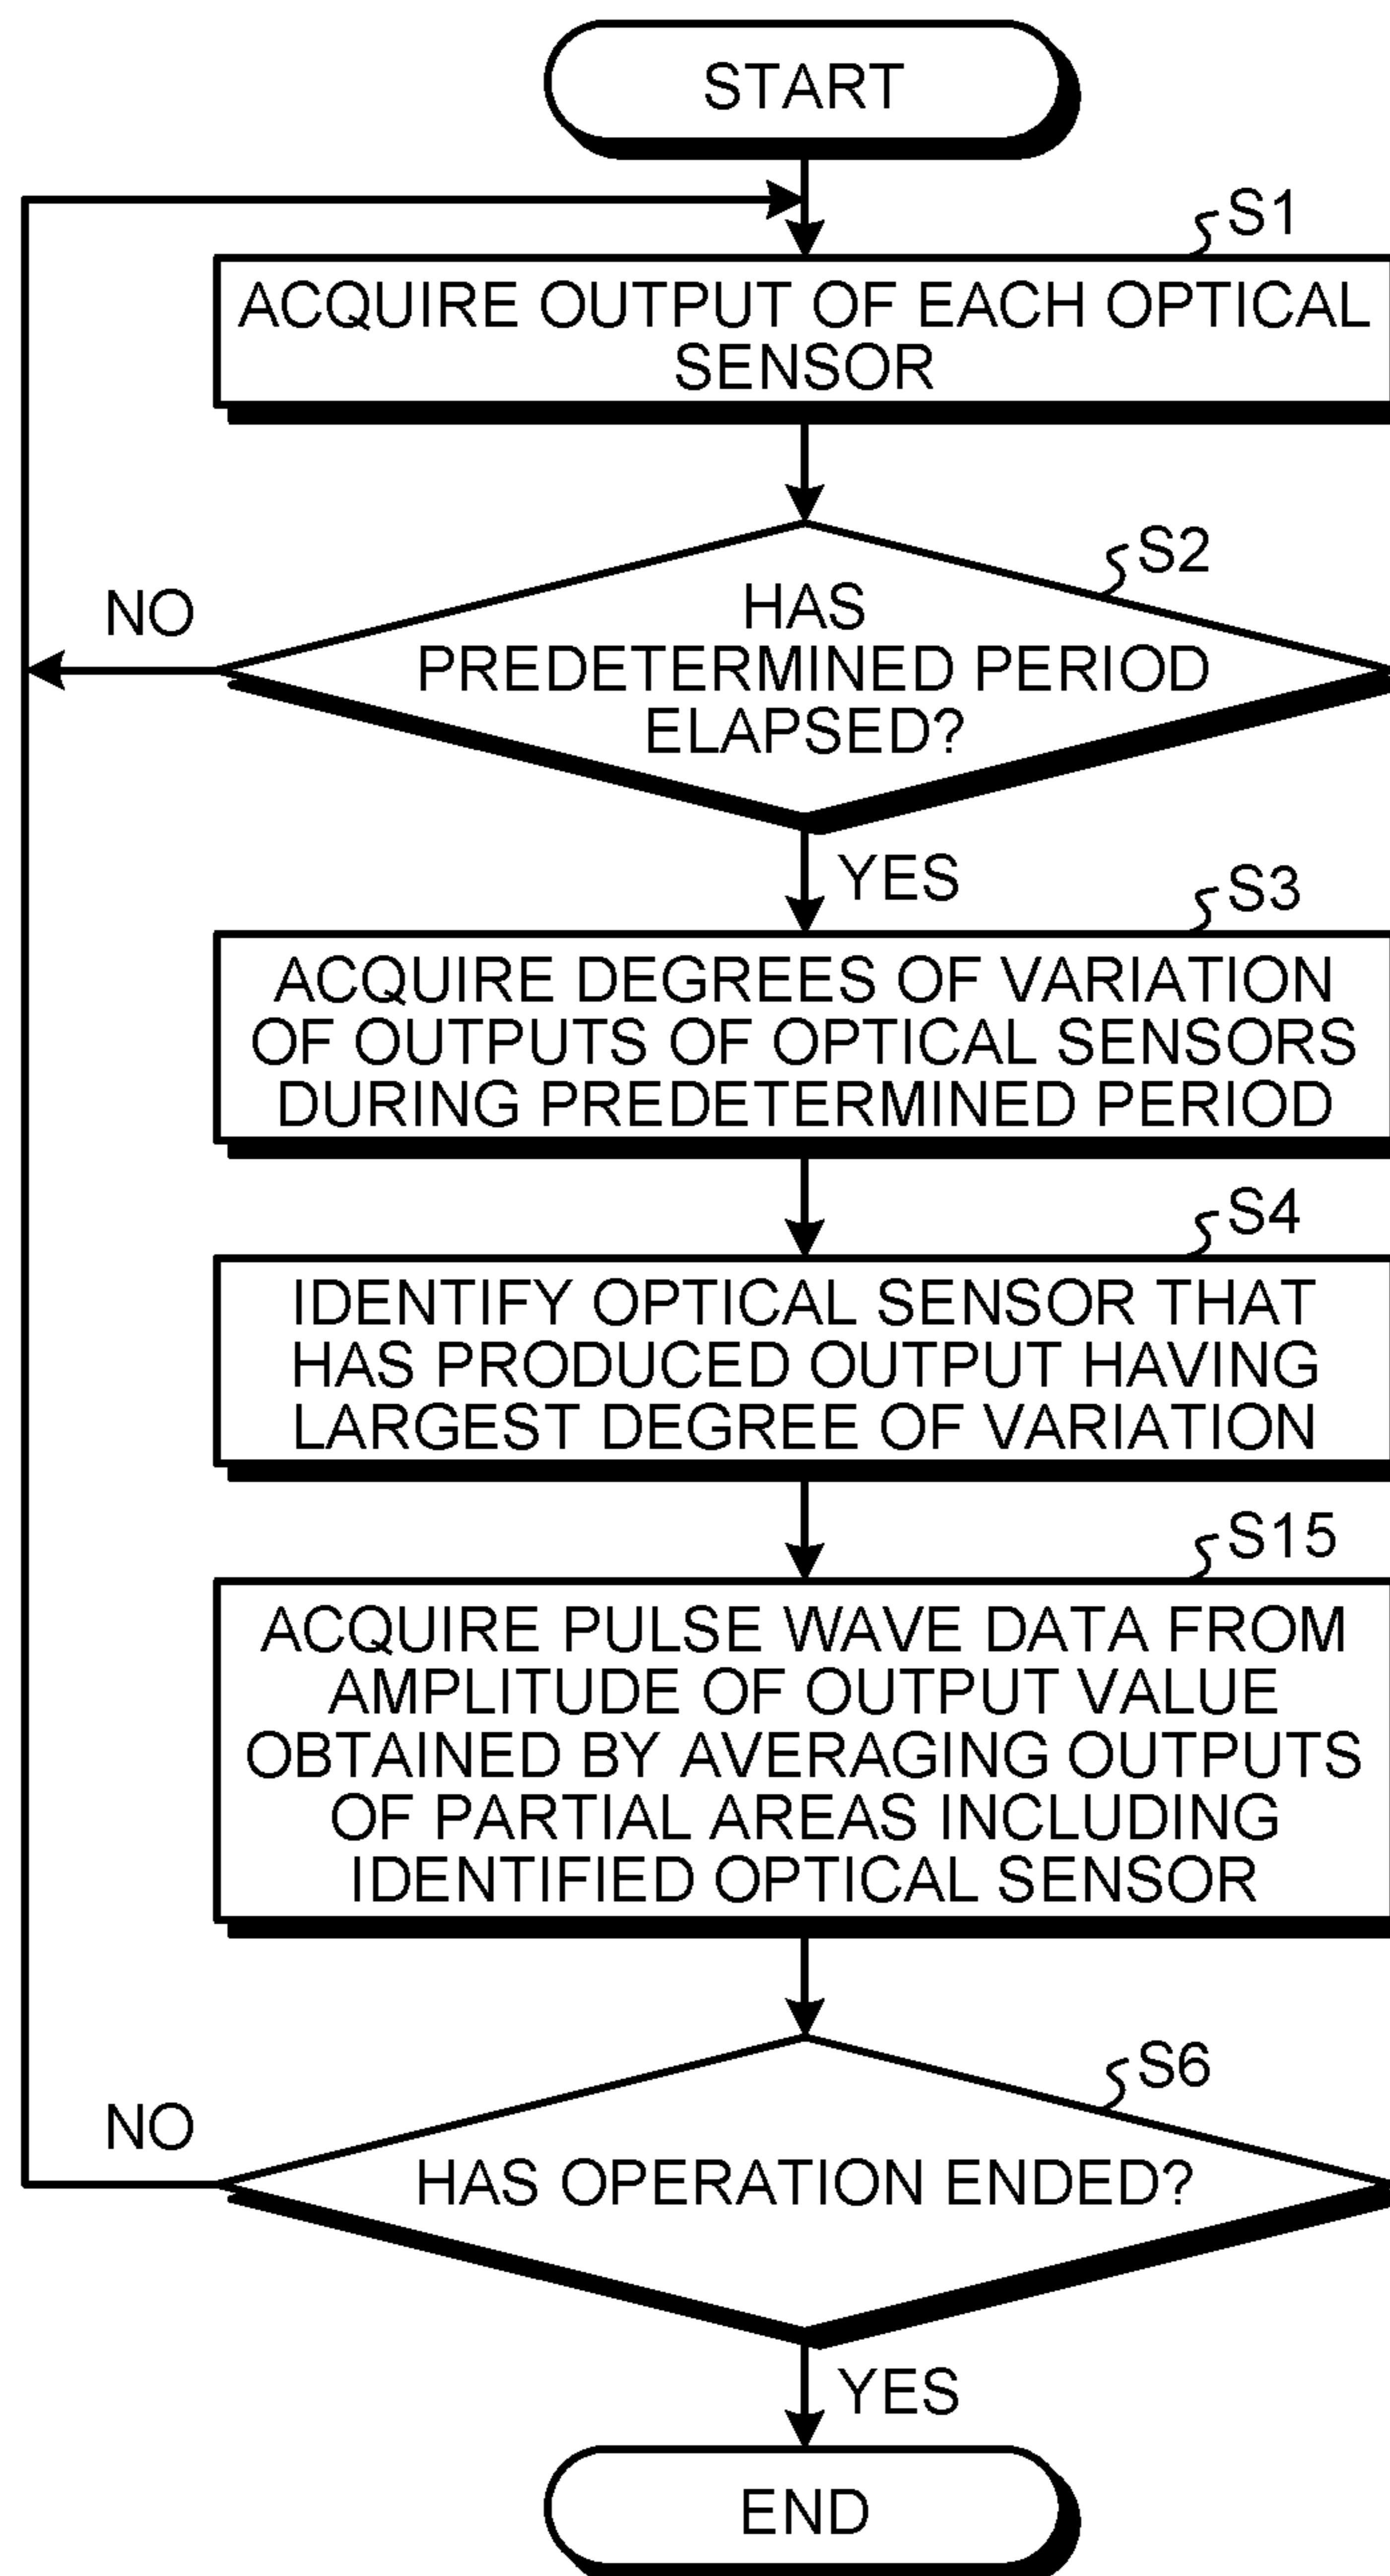 START
S1
ACQUIRE OUTPUT OF EACH OPTICAL
SENSOR
S2
HAS
PREDETERMINED PERIOD
ELAPSED?
NO
YES
S3
ACQUIRE DEGREES OF VARIATION
OF OUTPUTS OF OPTICAL SENSORS
DURING PREDETERMINED PERIOD
S4
IDENTIFY OPTICAL SENSOR THAT
HAS PRODUCED OUTPUT HAVING
LARGEST DEGREE OF VARIATION
S15
ACQUIRE PULSE WAVE DATA FROM
AMPLITUDE OF OUTPUT VALUE
OBTAINED BY AVERAGING OUTPUTS
OF PARTIAL AREAS INCLUDING
IDENTIFIED OPTICAL SENSOR
S6
NO
HAS OPERATION ENDED?
YES
END